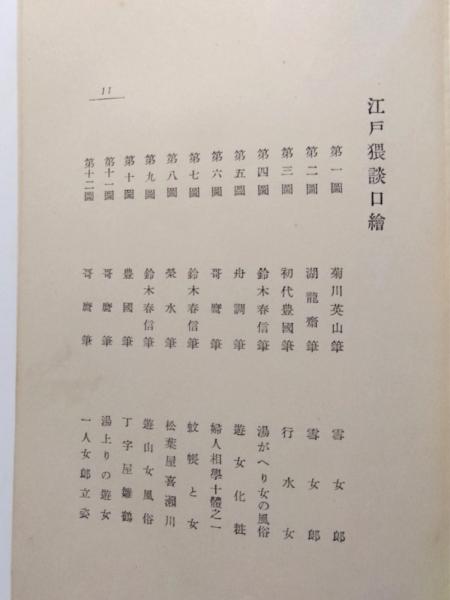 江戸猥談口繪
第一圖 菊川英山筆 雪女郎
第二圖 湖龍齋筆 雪女郎
第三圖 初代豊國筆 行水女
第四圖 鈴木春信筆 湯がへり女の風俗
第五圖 舟調筆 遊女化粧
第六圖 哥麿筆 婦人相學十體之一
第七圖 鈴木春信筆 蚊帳と女
第八圖 榮水筆 松葉屋喜瀬川
第九圖 鈴木春信筆 遊山女風俗
第十圖 豊國筆 丁字屋雛鶴
第十一圖 哥麿筆 湯上りの遊女
第十二圖 哥麿筆 一人女郎立姿
11